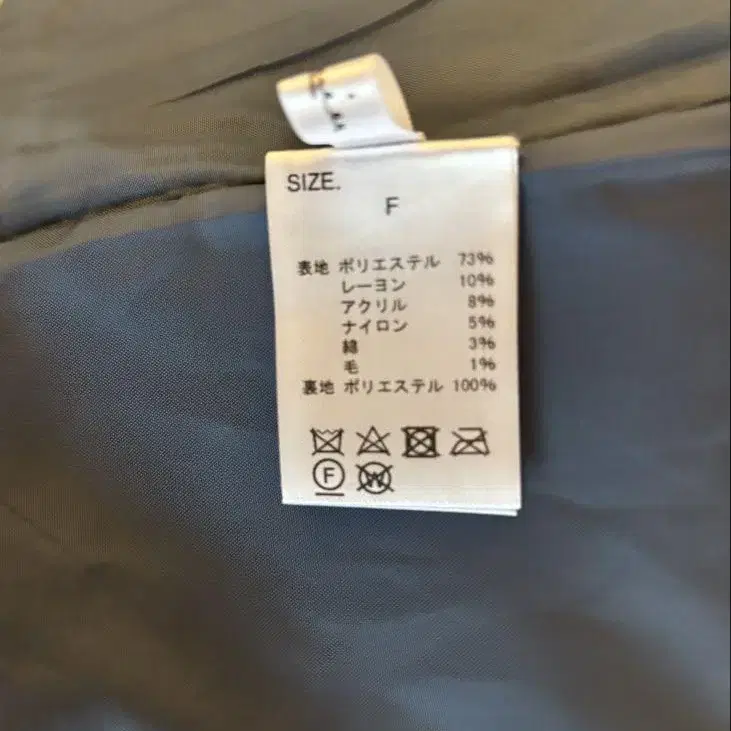 SIZE.
F
表地 ポリエステル 73%
レーヨン 10%
アクリル 8%
ナイロン 5%
綿 3%
毛 1%
裏地 ポリエステル 100%
F W